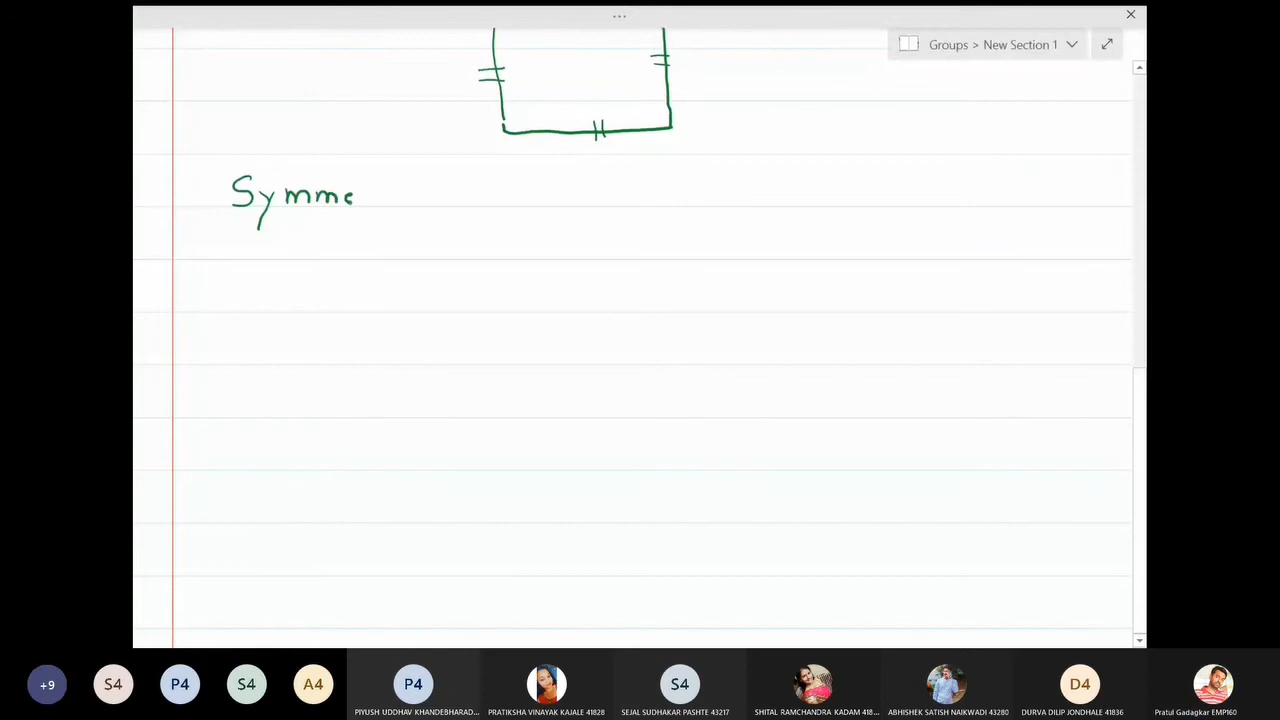 Groups > New Section 1
Symme
+9
S4
P4
S4
A4
P4
S4
D4
PIYUSH UDDHAV KHANDEBHARAD...
PRATIKSHA VINAYAK KAJALE 41828
SEJAL SUDHAKAR PASHTE 43217
SHITAL RAMCHANDRA KADAM 418...
ABHISHEK SATISH NAIKWADI 43280
DURVA DILIP JONDHALE 41836
Pratul Gadagkar EMP160